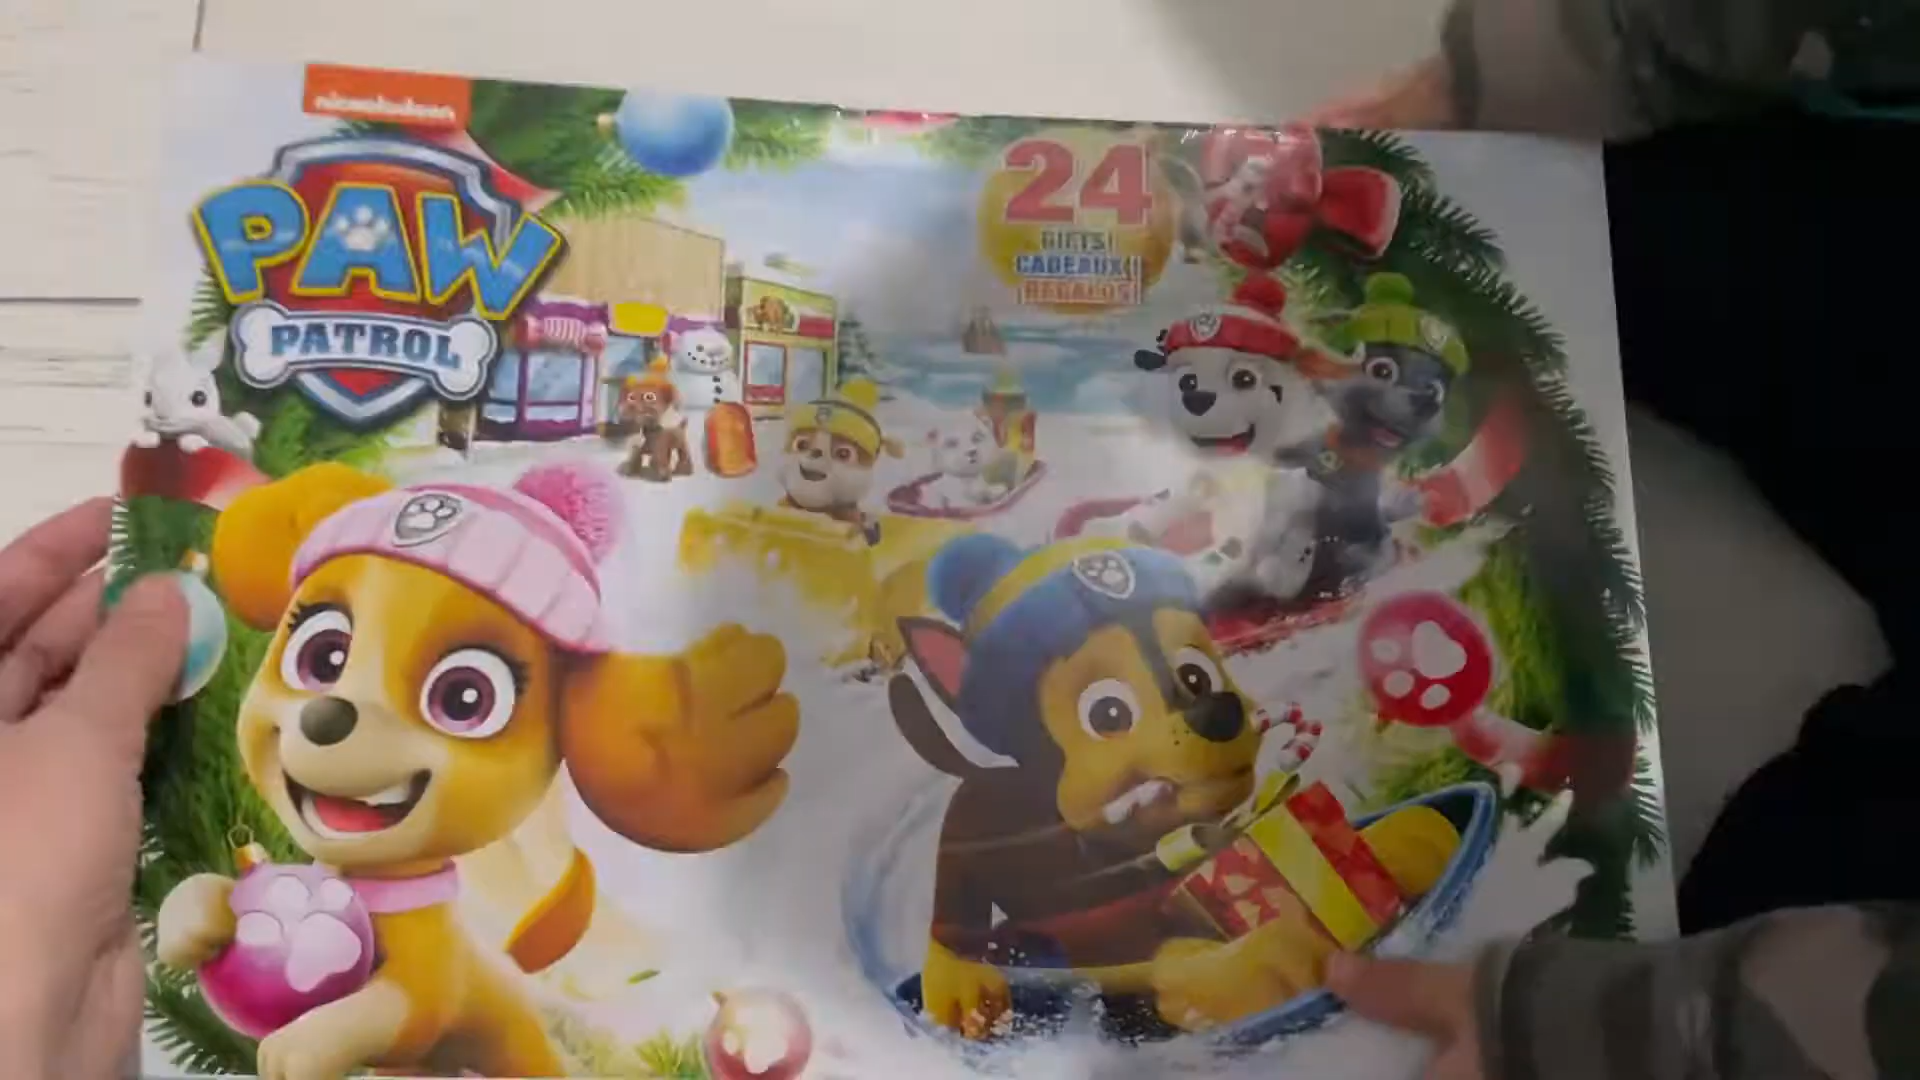 nickelodeon
PAW
PATROL
24
GIFTS!
CADEAUX!
¡REGALOS!